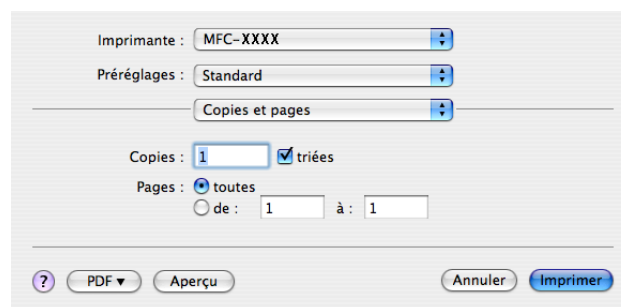 Imprimante : MFC-XXXX
Préréglages : Standard
Copies et pages
Copies : 1 triées
Pages : toutes
de : 1 à : 1
? PDF ▼ Aperçu Annuler Imprimer